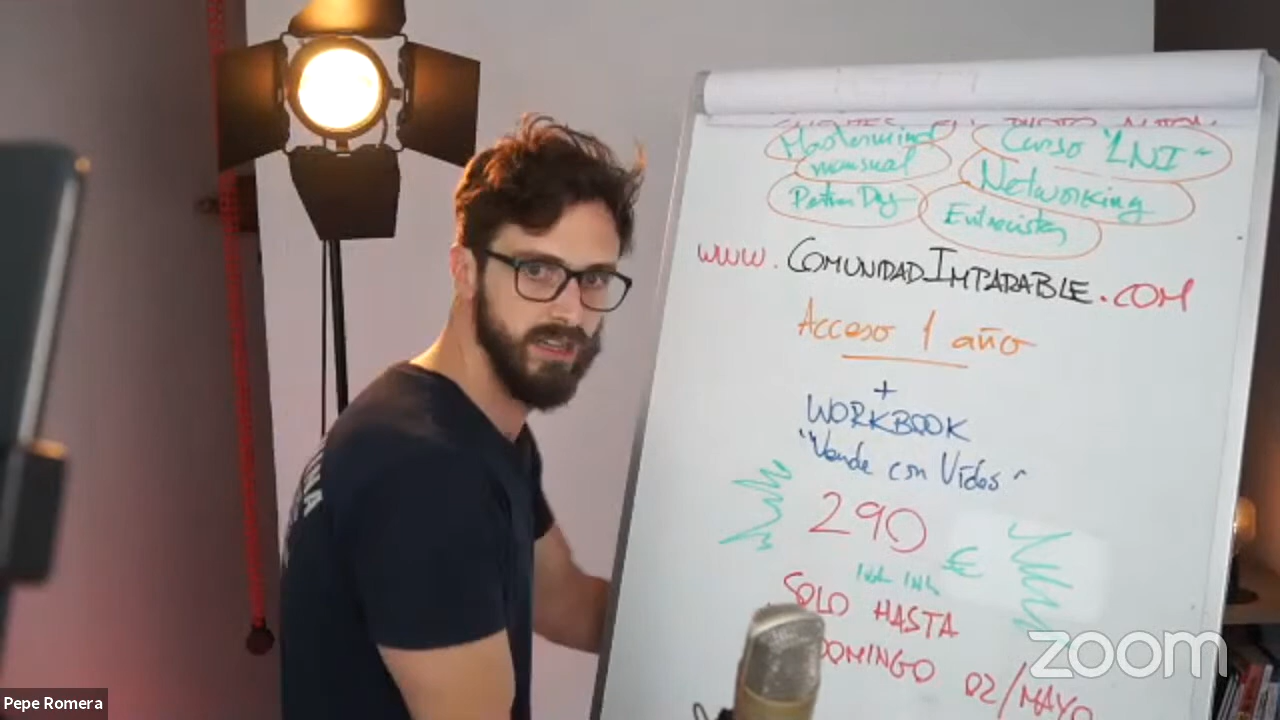 Mastermind
mensual
Curso "LNI"
Networking
Entrevistas
www.COMUNIDADIMPARABLE.COM
Acceso 1 año
+
WORKBOOK
"Vende con Vídeos"
290 €
SOLO HASTA
DOMINGO 02/MAYO
zoom
Pepe Romera